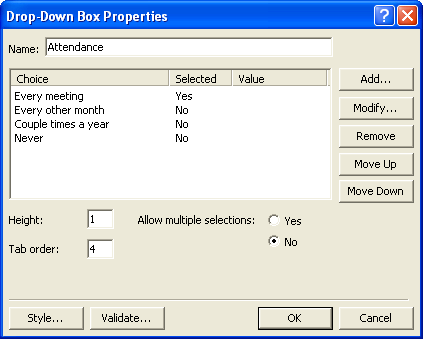 Drop-Down Box Properties
Name: Attendance
Choice Selected Value
Every meeting Yes
Every other month No
Couple times a year No
Never No
Add...
Modify...
Remove
Move Up
Move Down
Height: 1
Allow multiple selections: Yes
No
Tab order: 4
Style... Validate... OK Cancel